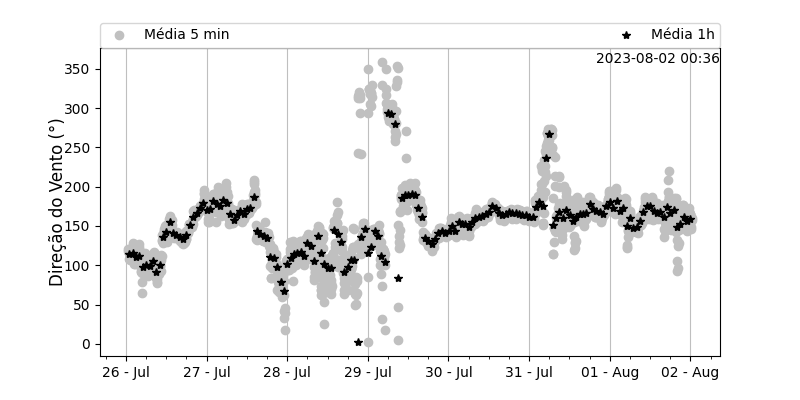 Média 5 min
Média 1h
2023-08-02 00:36
Direção do Vento (°)
350
300
250
200
150
100
50
0
26 - Jul
27 - Jul
28 - Jul
29 - Jul
30 - Jul
31 - Jul
01 - Aug
02 - Aug